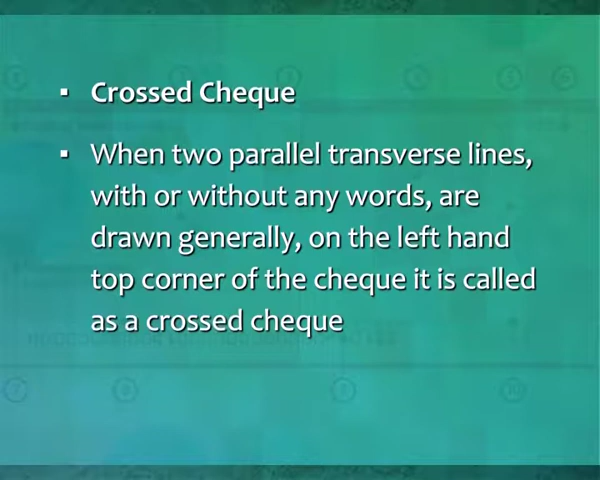 ▪ Crossed Cheque
▪ When two parallel transverse lines,
with or without any words, are
drawn generally, on the left hand
top corner of the cheque it is called
as a crossed cheque